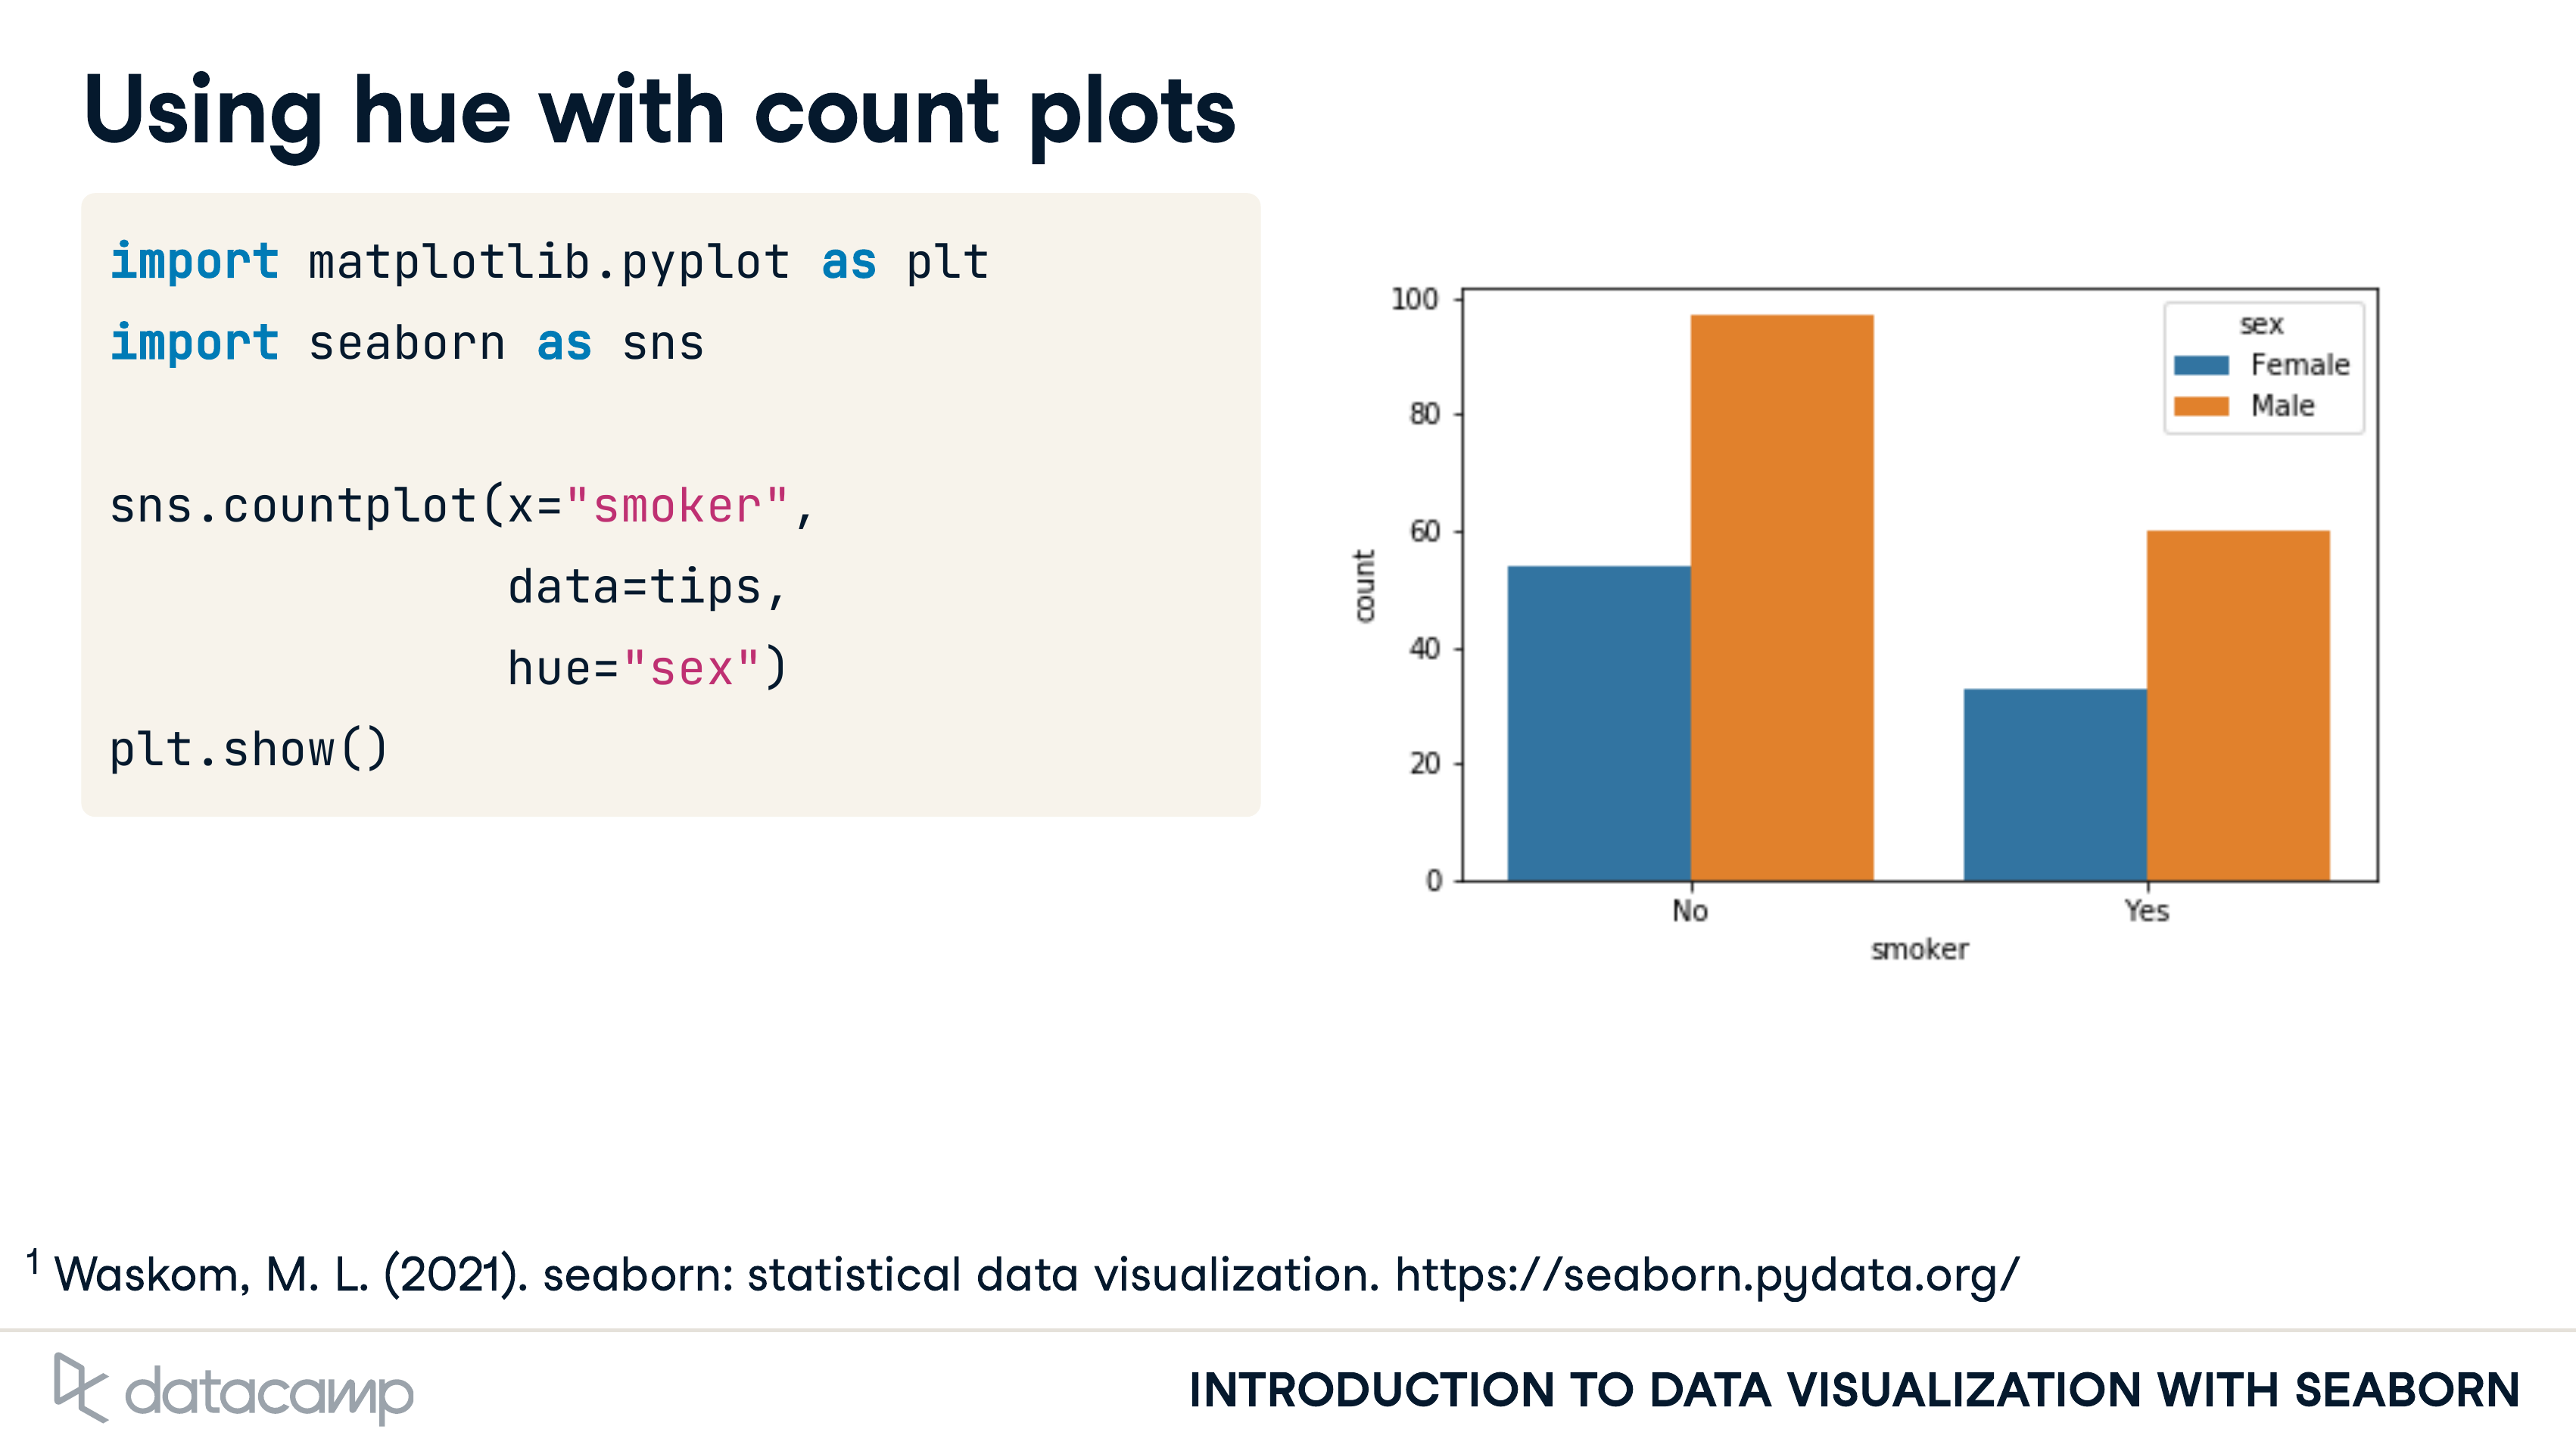 Using hue with count plots
import matplotlib.pyplot as plt
import seaborn as sns
sns.countplot(x="smoker",
data=tips,
hue="sex")
plt.show()
100
80
60
40
20
0
count
sex
Female
Male
No Yes
smoker
1 Waskom, M. L. (2021). seaborn: statistical data visualization. https://seaborn.pydata.org/
datacamp
INTRODUCTION TO DATA VISUALIZATION WITH SEABORN